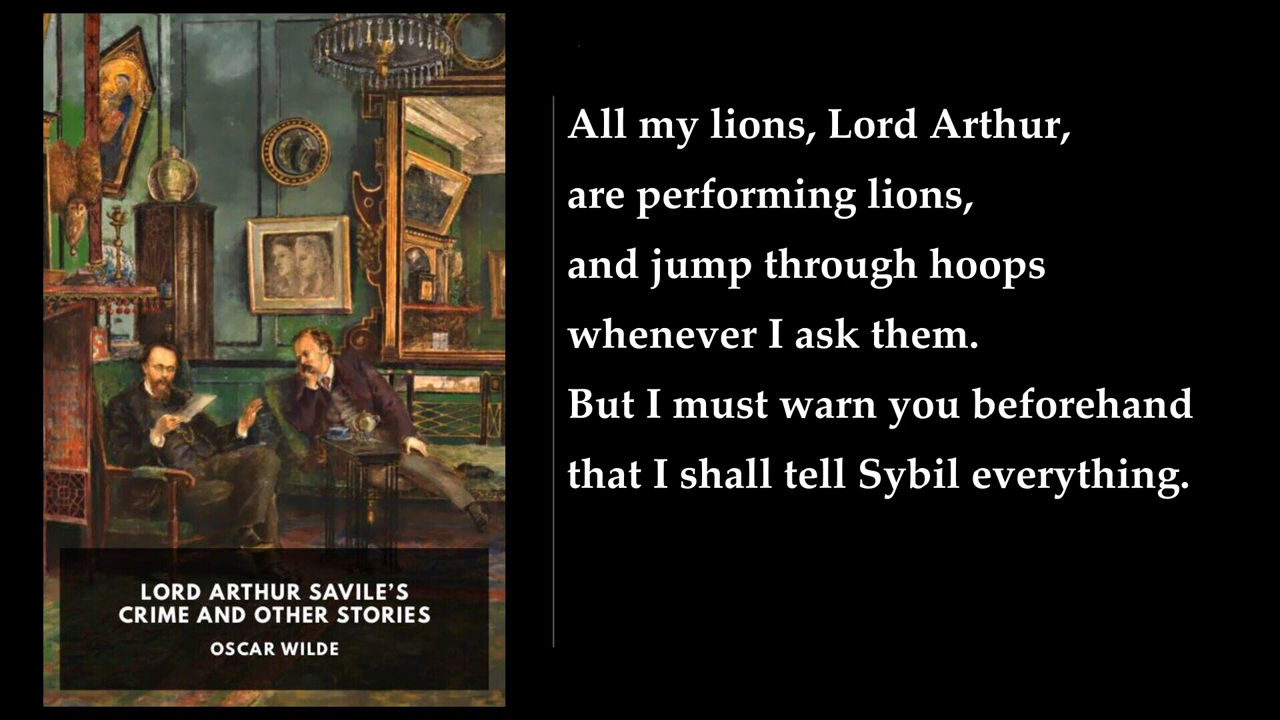 LORD ARTHUR SAVILE’S
CRIME AND OTHER STORIES
OSCAR WILDE
All my lions, Lord Arthur,
are performing lions,
and jump through hoops
whenever I ask them.
But I must warn you beforehand
that I shall tell Sybil everything.